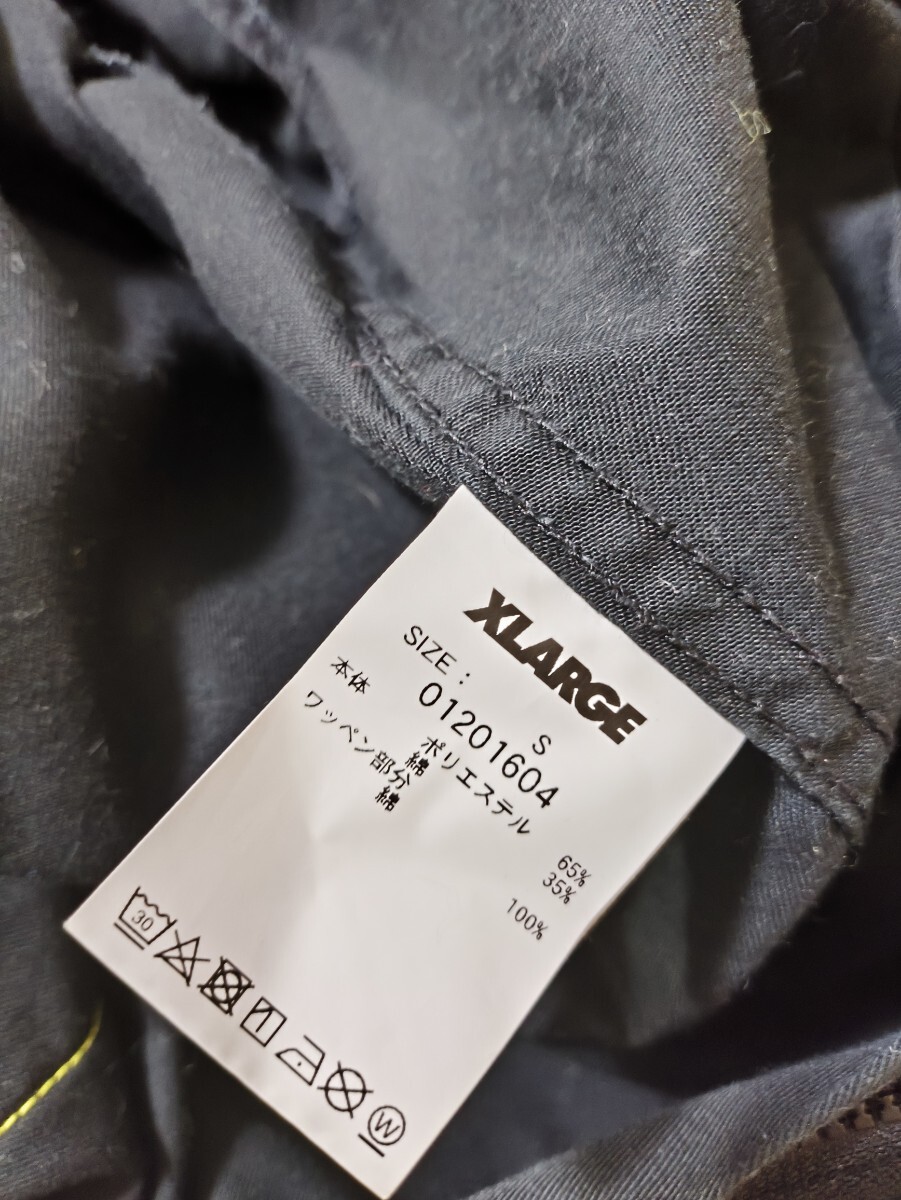 XLARGE
SIZE: S
01201604
本体 ポリエステル 65%
綿 35%
ワッペン部分
綿 100%
30
W